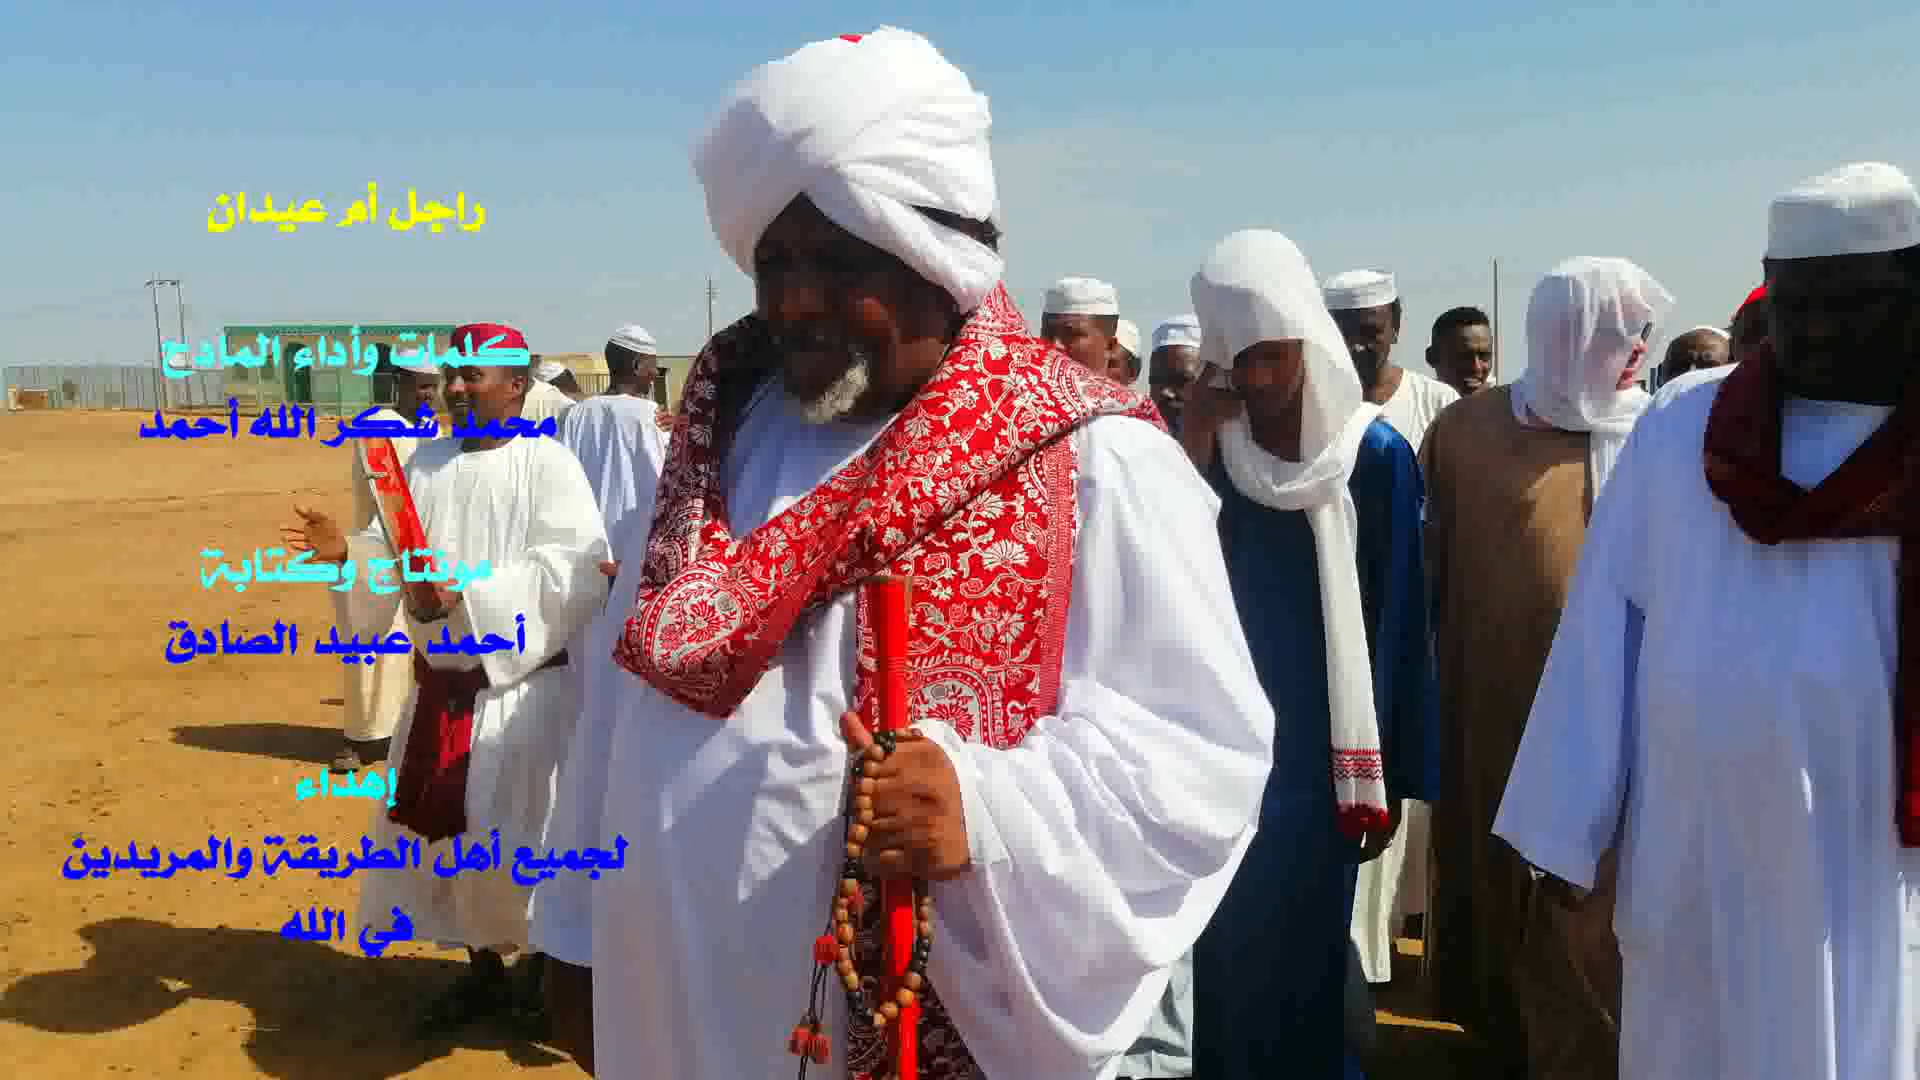 راجل أم عيدان
كلمات وأداء المادح
محمد شكر الله أحمد
مونتاج وكتابة
أحمد عبيد الصادق
إهداء
لجميع أهل الطريقة والمريدين
في الله